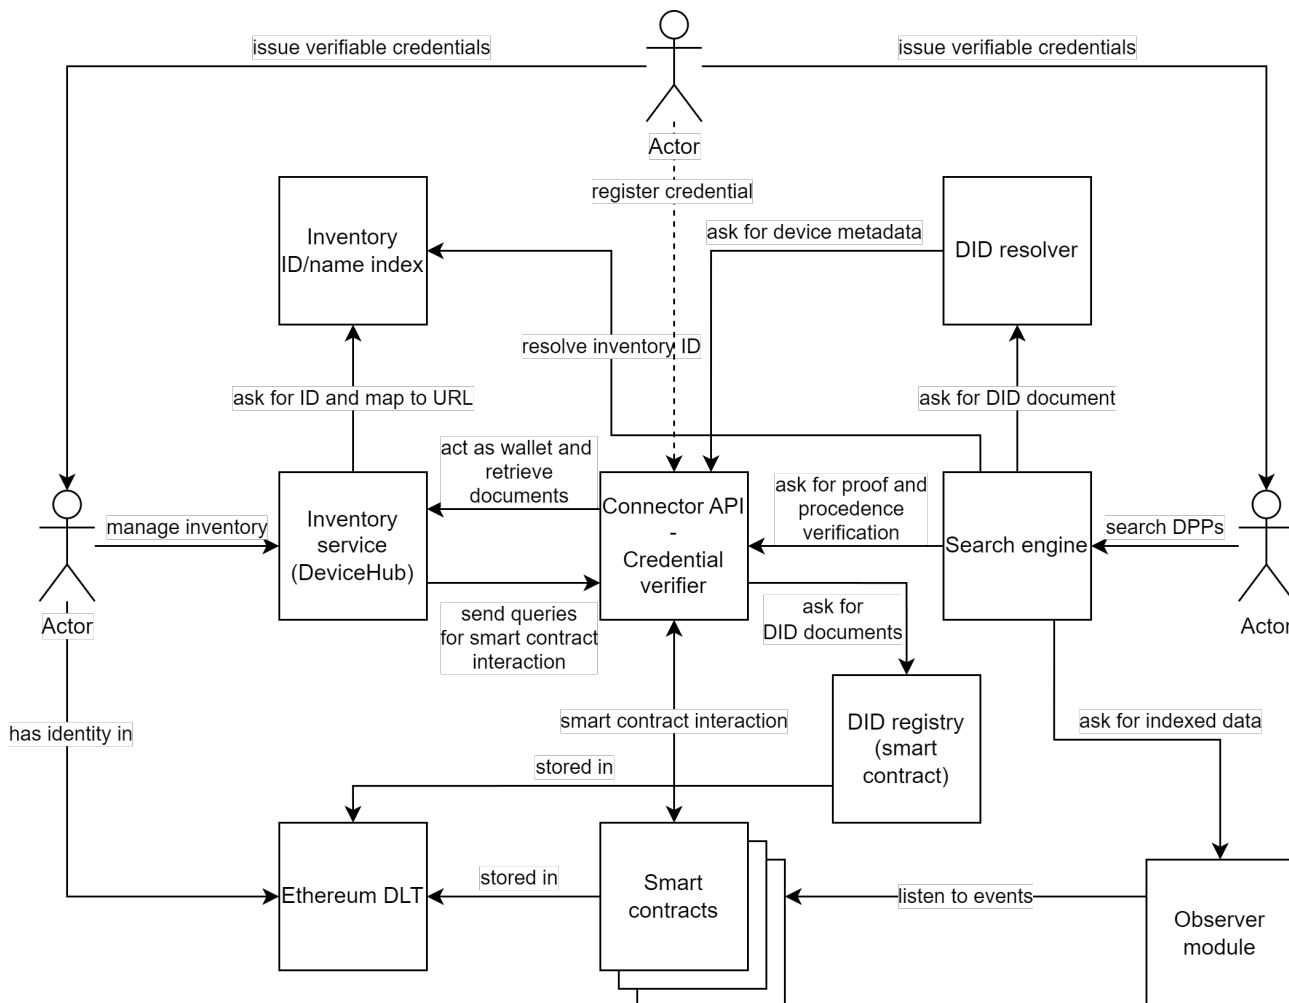 issue verifiable credentials
issue verifiable credentials
Actor
register credential
Inventory
ID/name index
ask for device metadata
DID resolver
resolve inventory ID
ask for ID and map to URL
ask for DID document
act as wallet and
retrieve
documents
manage inventory
Inventory
service
(DeviceHub)
Connector API
-
Credential
verifier
ask for proof and
procedence
verification
Search engine
search DPPs
Actor
send queries
for smart contract
interaction
ask for
DID documents
Actor
has identity in
smart contract interaction
DID registry
(smart
contract)
ask for indexed data
stored in
Ethereum DLT
stored in
Smart
contracts
listen to events
Observer
module